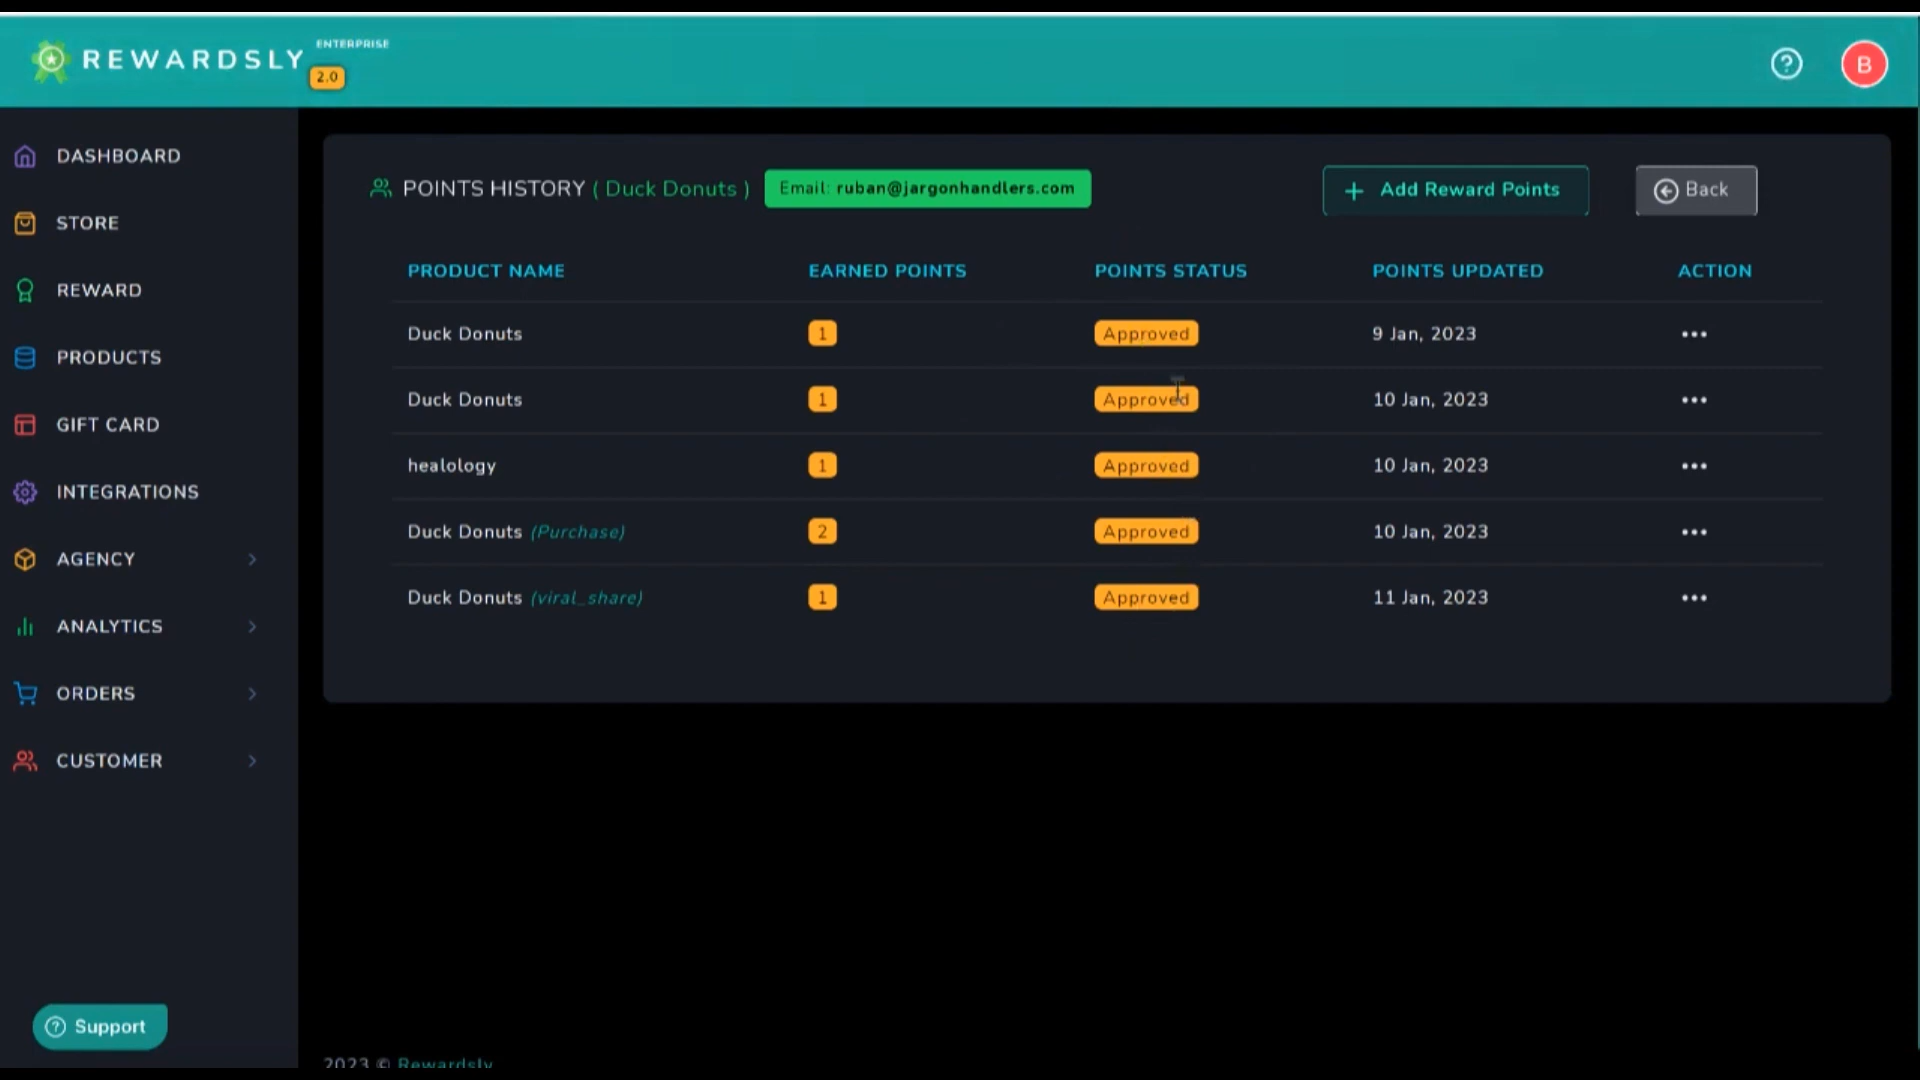 REWARDSLY ENTERPRISE 2.0
? B
DASHBOARD
STORE
REWARD
PRODUCTS
GIFT CARD
INTEGRATIONS
AGENCY
ANALYTICS
ORDERS
CUSTOMER
? Support
POINTS HISTORY ( Duck Donuts ) Email: ruban@jargonhandlers.com + Add Reward Points Back
PRODUCT NAME EARNED POINTS POINTS STATUS POINTS UPDATED ACTION
Duck Donuts 1 Approved 9 Jan, 2023 •••
Duck Donuts 1 Approved 10 Jan, 2023 •••
healology 1 Approved 10 Jan, 2023 •••
Duck Donuts (Purchase) 2 Approved 10 Jan, 2023 •••
Duck Donuts (viral_share) 1 Approved 11 Jan, 2023 •••
2023 © Rewardsly